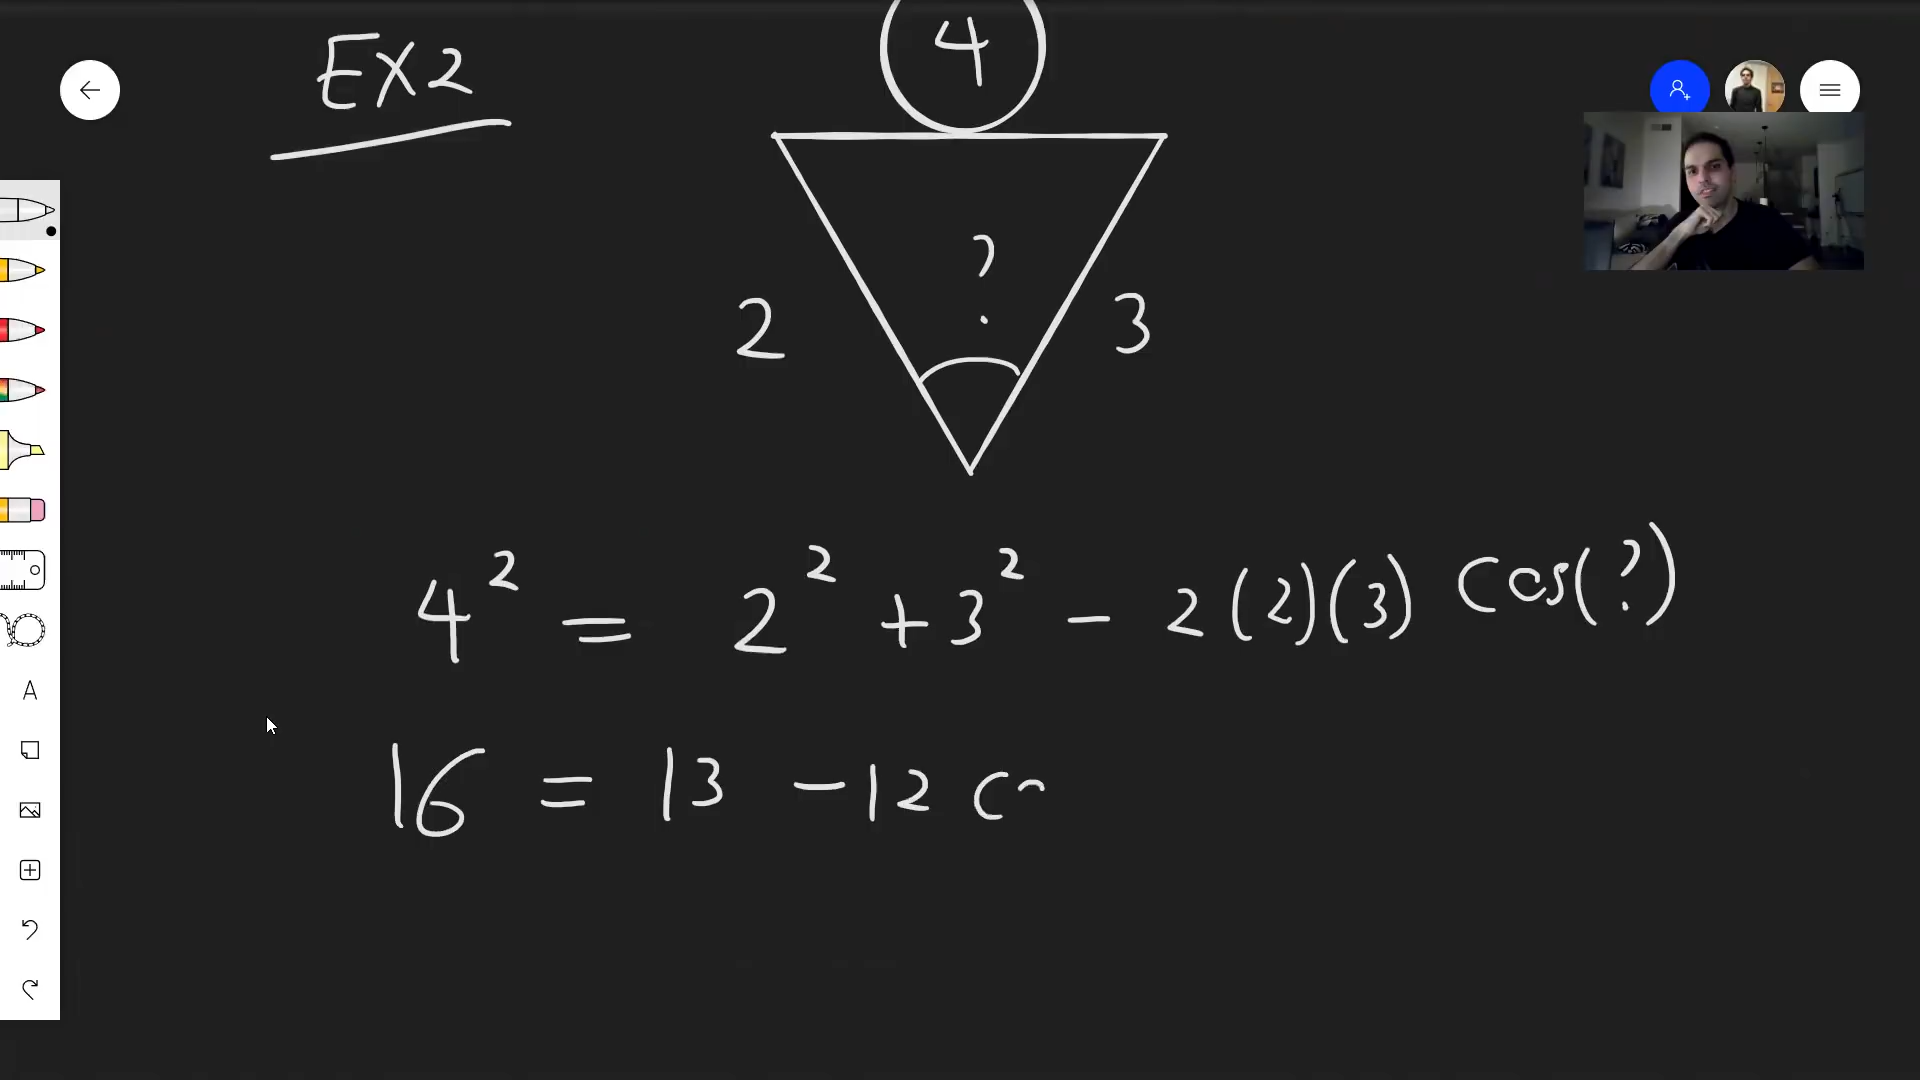 EX2
4
?
2
3
4² = 2² + 3² - 2(2)(3) cos(?)
16 = 13 - 12 c
A